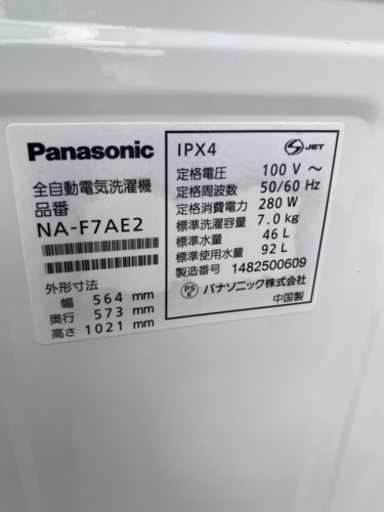 Panasonic
全自動電気洗濯機
品番
NA-F7AE2
外形寸法
幅 564 mm
奥行 573 mm
高さ 1021 mm
IPX4
S JET
定格電圧 100 V ～
定格周波数 50/60 Hz
定格消費電力 280 W
標準洗濯容量 7.0 kg
標準水量 46 L
標準使用水量 92 L
製造番号 1482500609
PS E パナソニック株式会社
中国製